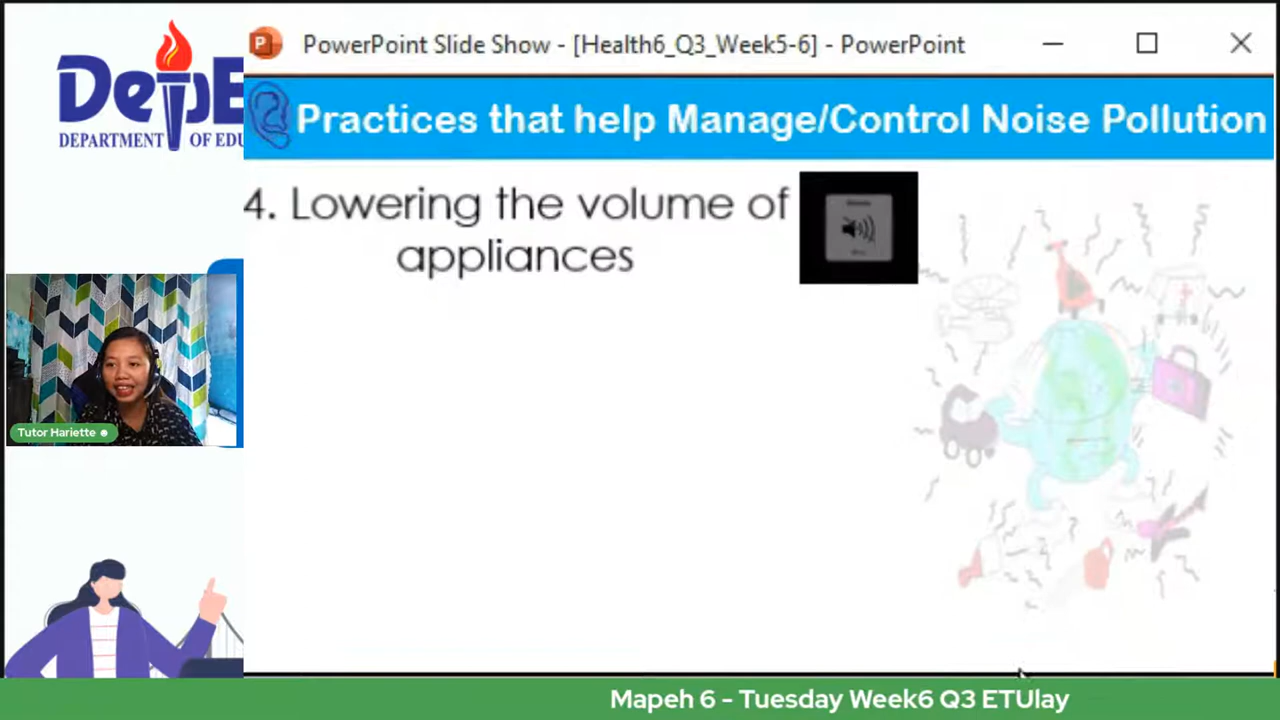 DepE
DEPARTMENT OF EDU
PowerPoint Slide Show - [Health6_Q3_Week5-6] - PowerPoint
Practices that help Manage/Control Noise Pollution
4. Lowering the volume of
appliances
Tutor Hariette
Mapeh 6 - Tuesday Week6 Q3 ETUlay